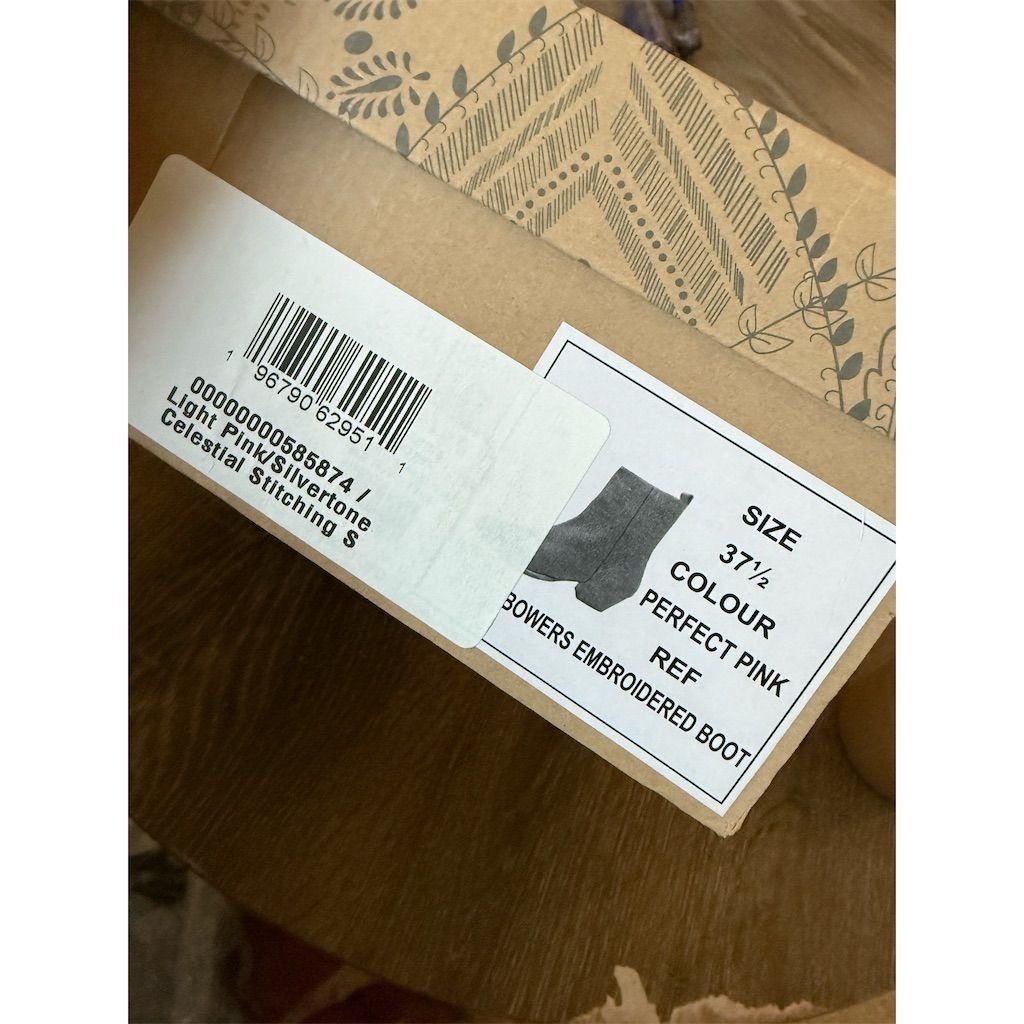 1 96790 62951 1
00000000585874 /
Light Pink/Silvertone
Celestial Stitching S
SIZE
37½
COLOUR
PERFECT PINK
REF
BOWERS EMBROIDERED BOOT